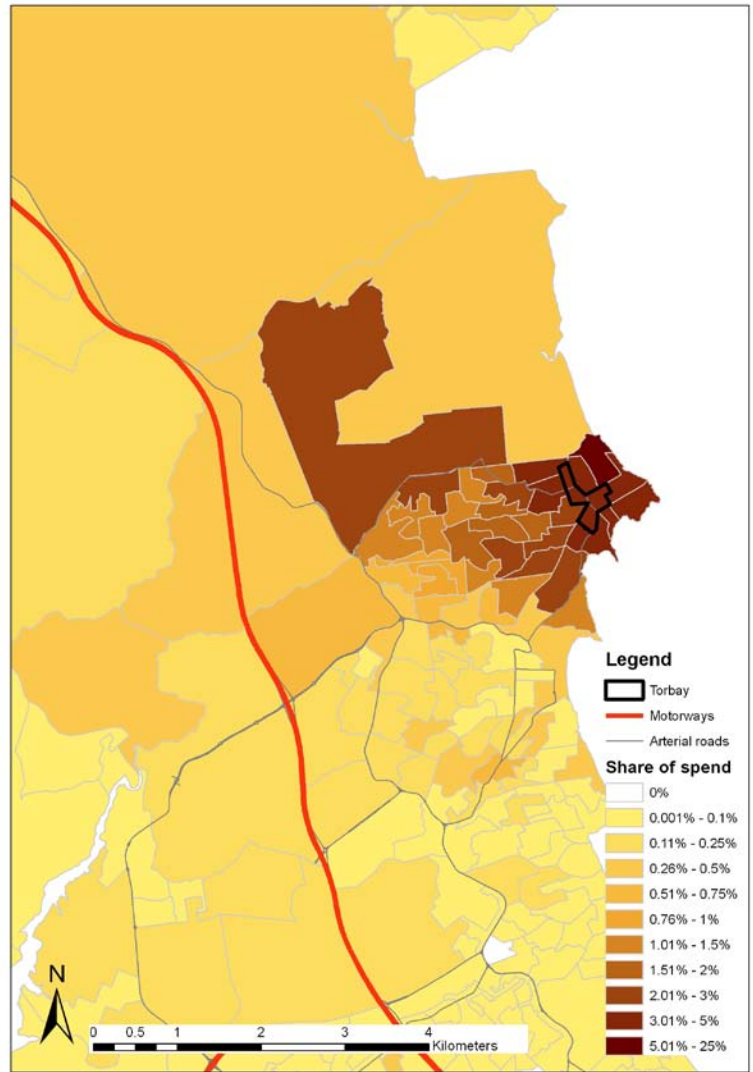 Legend
Torbay
Motorways
Arterial roads
Share of spend
0%
0.001% - 0.1%
0.11% - 0.25%
0.26% - 0.5%
0.51% - 0.75%
0.76% - 1%
1.01% - 1.5%
1.51% - 2%
2.01% - 3%
3.01% - 5%
5.01% - 25%
N
0 0.5 1 2 3 4
Kilometers